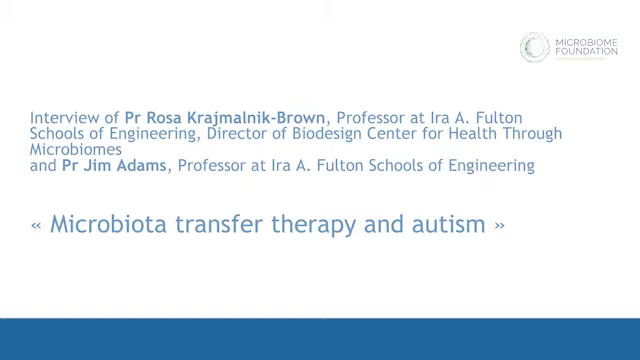 MICROBIOME
FOUNDATION
Interview of Pr Rosa Krajmalnik-Brown, Professor at Ira A. Fulton
Schools of Engineering, Director of Biodesign Center for Health Through
Microbiomes
and Pr Jim Adams, Professor at Ira A. Fulton Schools of Engineering
« Microbiota transfer therapy and autism »